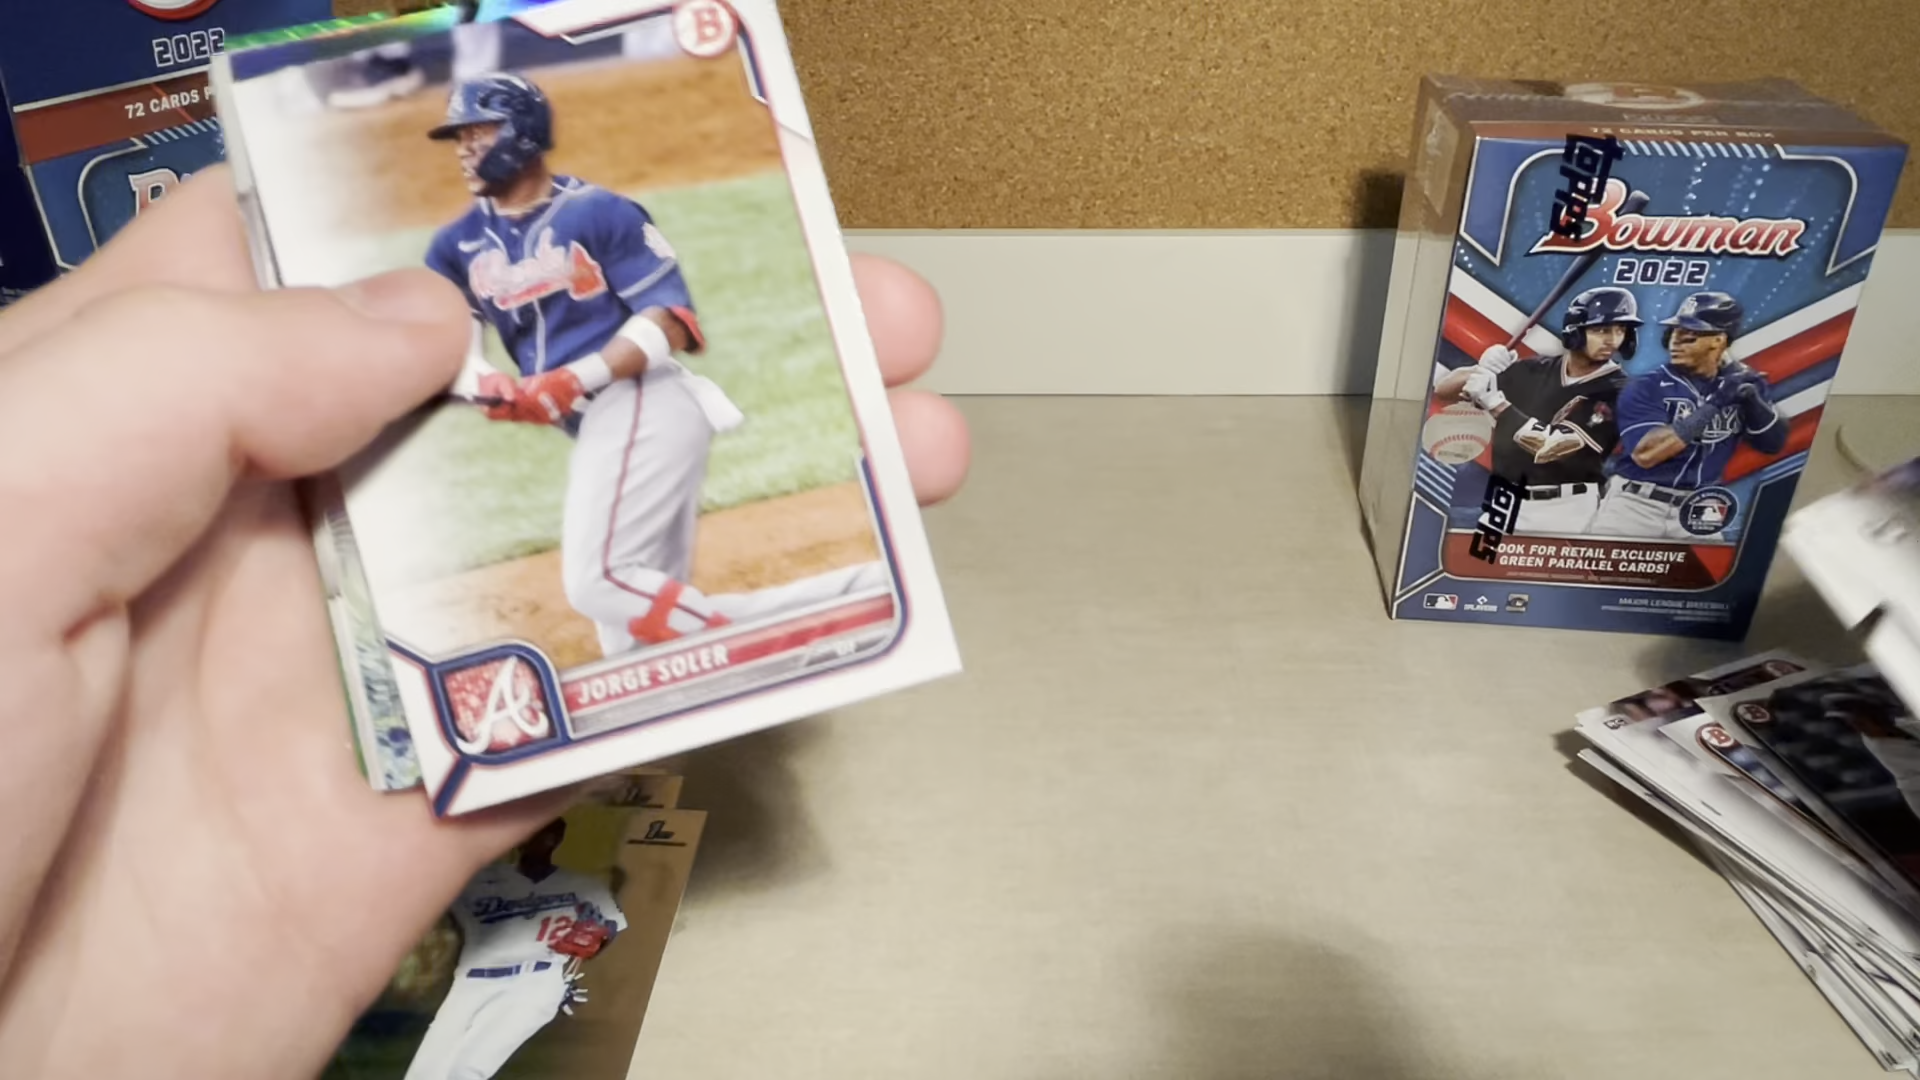 2022
72 CARDS P
B
JORGE SOLER
A
Dodgers
12
72 CARDS PER BOX
topps
Bowman
2022
topps
LOOK FOR RETAIL EXCLUSIVE
GREEN PARALLEL CARDS!
MAJOR LEAGUE BASEBALL
B